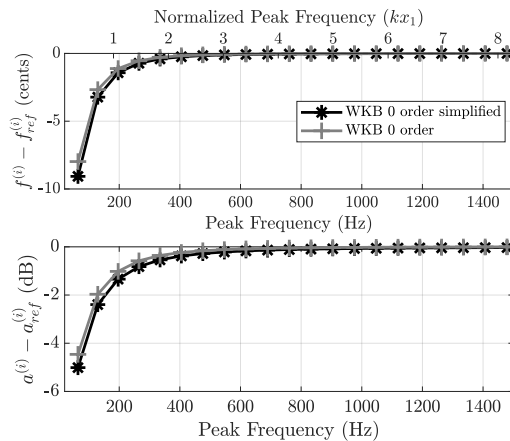 Normalized Peak Frequency (kx₁)
1 2 3 4 5 6 7 8
0
-5
-10
f⁽ⁱ⁾ − f_ref⁽ⁱ⁾ (cents)
WKB 0 order simplified
WKB 0 order
200 400 600 800 1000 1200 1400
Peak Frequency (Hz)
0
-2
-4
-6
a⁽ⁱ⁾ − a_ref⁽ⁱ⁾ (dB)
200 400 600 800 1000 1200 1400
Peak Frequency (Hz)